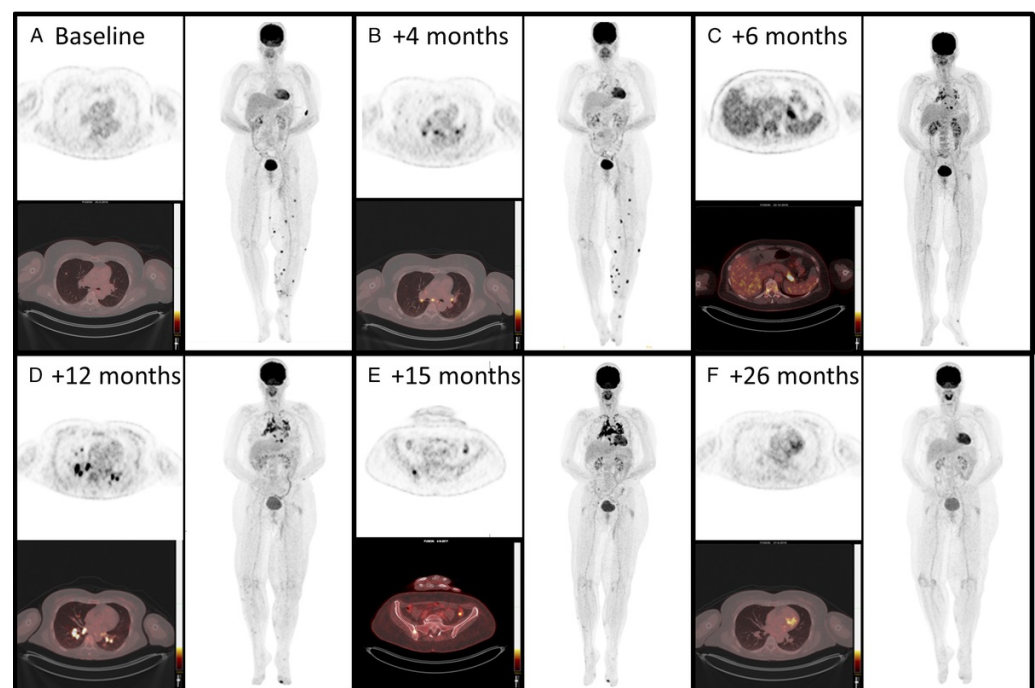 A Baseline
B +4 months
C +6 months
D +12 months
E +15 months
F +26 months